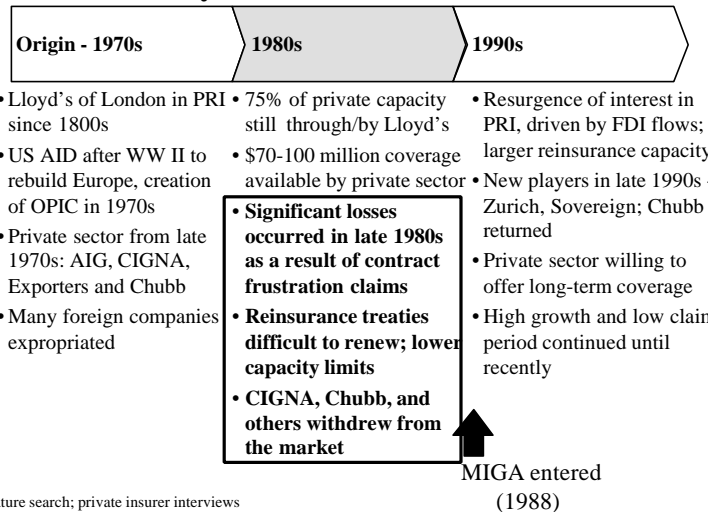 Origin - 1970s
1980s
1990s
• Lloyd's of London in PRI
since 1800s
• US AID after WW II to
rebuild Europe, creation
of OPIC in 1970s
• Private sector from late
1970s: AIG, CIGNA,
Exporters and Chubb
• Many foreign companies
expropriated
• 75% of private capacity
still through/by Lloyd's
• $70-100 million coverage
available by private sector
• Significant losses
occurred in late 1980s
as a result of contract
frustration claims
• Reinsurance treaties
difficult to renew; lower
capacity limits
• CIGNA, Chubb, and
others withdrew from
the market
• Resurgence of interest in
PRI, driven by FDI flows;
larger reinsurance capacity
• New players in late 1990s -
Zurich, Sovereign; Chubb
returned
• Private sector willing to
offer long-term coverage
• High growth and low claim
period continued until
recently
MIGA entered
(1988)
search; private insurer interviews